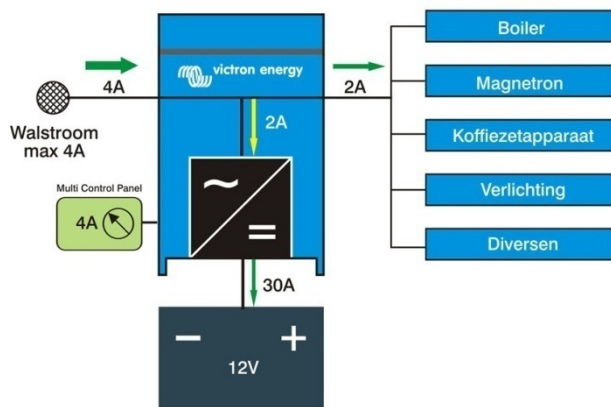 victron energy
4A
2A
Walstroom
max 4A
2A
Multi Control Panel
4A
~
=
30A
− +
12V
Boiler
Magnetron
Koffiezetapparaat
Verlichting
Diversen